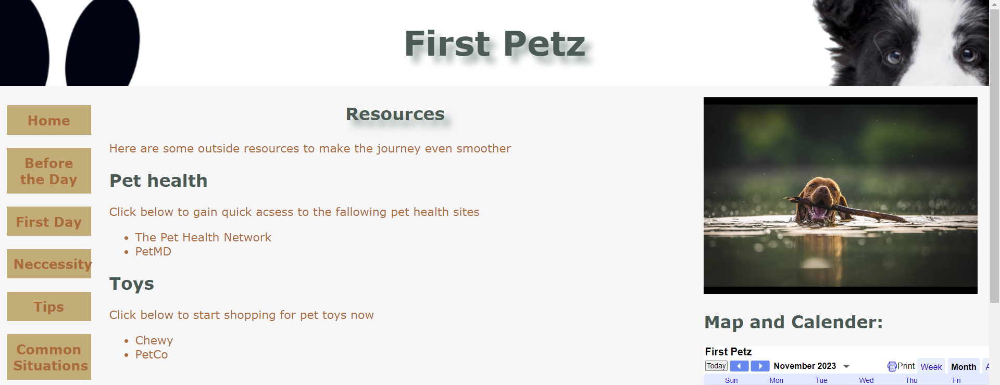 First Petz
Home
Before
the Day
First Day
Neccessity
Tips
Common
Situations
Resources
Here are some outside resources to make the journey even smoother
Pet health
Click below to gain quick acsess to the fallowing pet health sites
• The Pet Health Network
• PetMD
Toys
Click below to start shopping for pet toys now
• Chewy
• PetCo
Map and Calender:
First Petz
Today November 2023 Print Week Month
Sun Mon Tue Wed Thu Fri